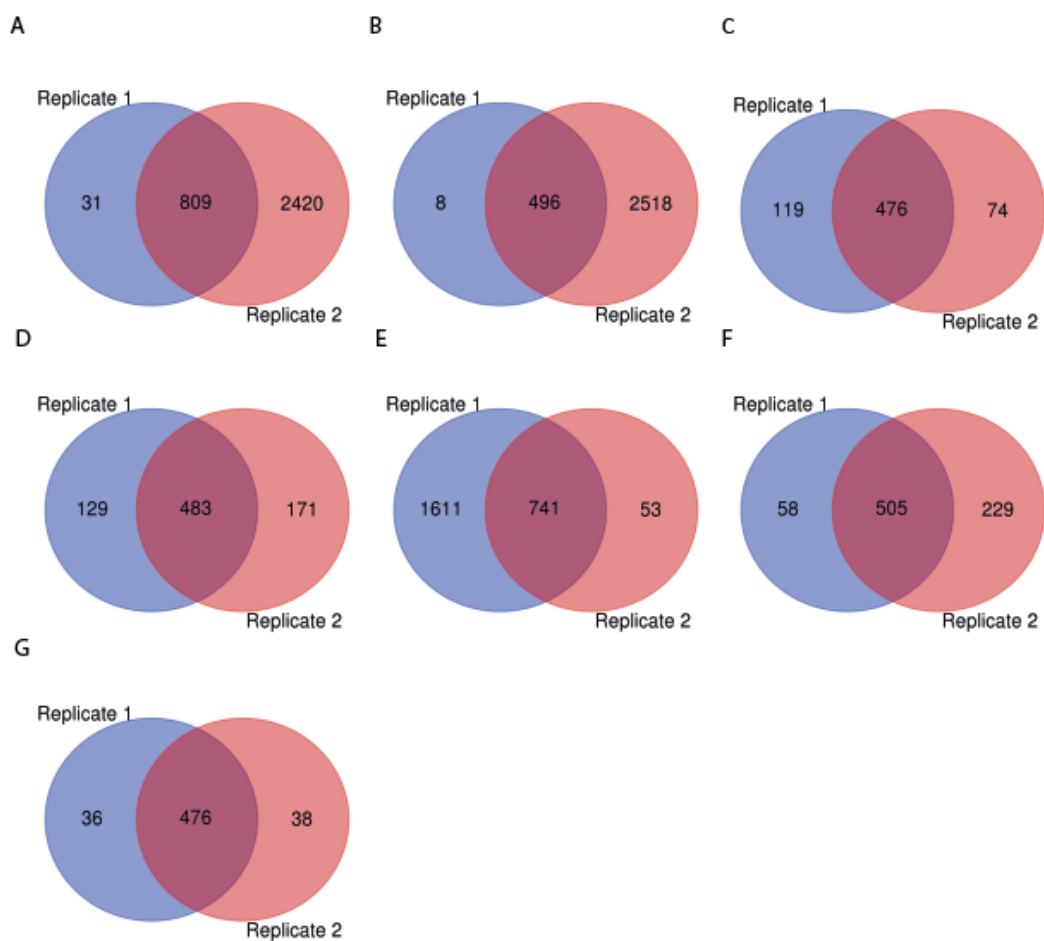 A
B
C
Replicate 1
Replicate 1
Replicate 1
31
809
2420
8
496
2518
119
476
74
Replicate 2
Replicate 2
Replicate 2
D
E
F
Replicate 1
Replicate 1
Replicate 1
129
483
171
1611
741
53
58
505
229
Replicate 2
Replicate 2
Replicate 2
G
Replicate 1
36
476
38
Replicate 2